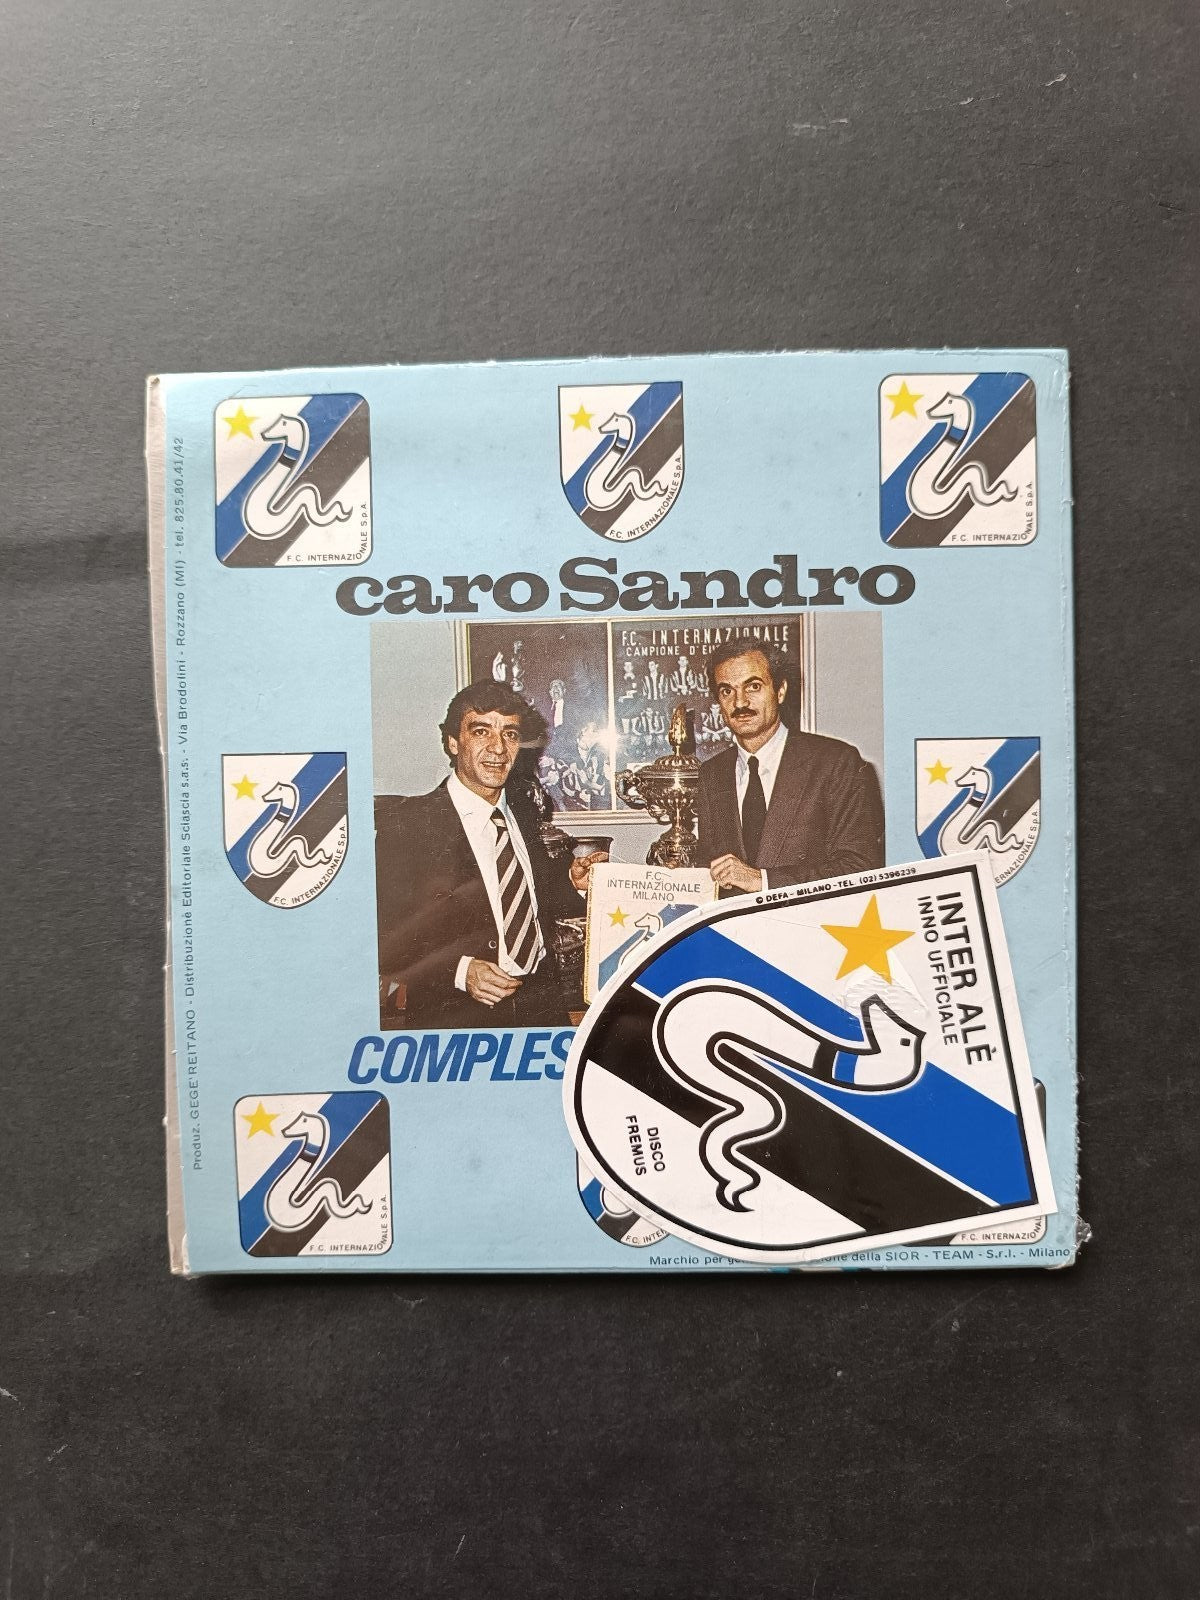 F.C. INTERNAZIONALE S.P.A.
F.C. INTERNAZIONALE S.P.A.
F.C. INTERNAZIONALE S.P.A.
caro Sandro
F.C. INTERNAZIONALE
CAMPIONE D'EU
F.C. INTERNAZIONALE S.P.A.
F.C.
INTERNAZIONALE
MILANO
COMPLES
F.C. INTERNAZIONALE S.P.A.
© DEFA - MILANO - TEL. (02) 5396239
INTER ALÈ
INNO UFFICIALE
DISCO
FREMUS
Marchio per della SIOR - TEAM - S.r.l. - Milano
Produz. GEGE' REITANO - Distribuzione Editoriale Sciascia s.a.s. - Via Brodolini - Rozzano (MI) - tel. 825.80.41/42